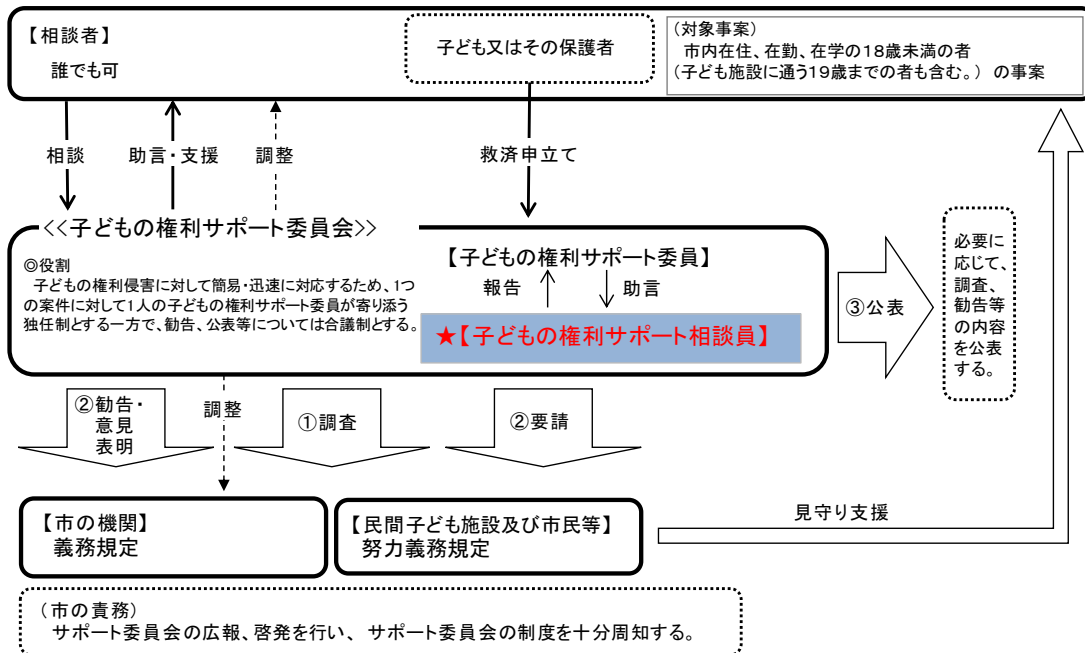 【相談者】
誰でも可
子ども又はその保護者
(対象事案)
市内在住、在勤、在学の18歳未満の者
(子ども施設に通う19歳までの者も含む。) の事案
相談
助言・支援
調整
救済申立て
<<子どもの権利サポート委員会>>
◎役割
子どもの権利侵害に対して簡易・迅速に対応するため、1つ
の案件に対して1人の子どもの権利サポート委員が寄り添う
独任制とする一方で、勧告、公表等については合議制とする。
【子どもの権利サポート委員】
報告
助言
★【子どもの権利サポート相談員】
③公表
必要に
応じて、
調査、
勧告等
の内容
を公表
する。
②勧告・
意見
表明
調整
①調査
②要請
【市の機関】
義務規定
【民間子ども施設及び市民等】
努力義務規定
見守り支援
(市の責務)
サポート委員会の広報、啓発を行い、 サポート委員会の制度を十分周知する。